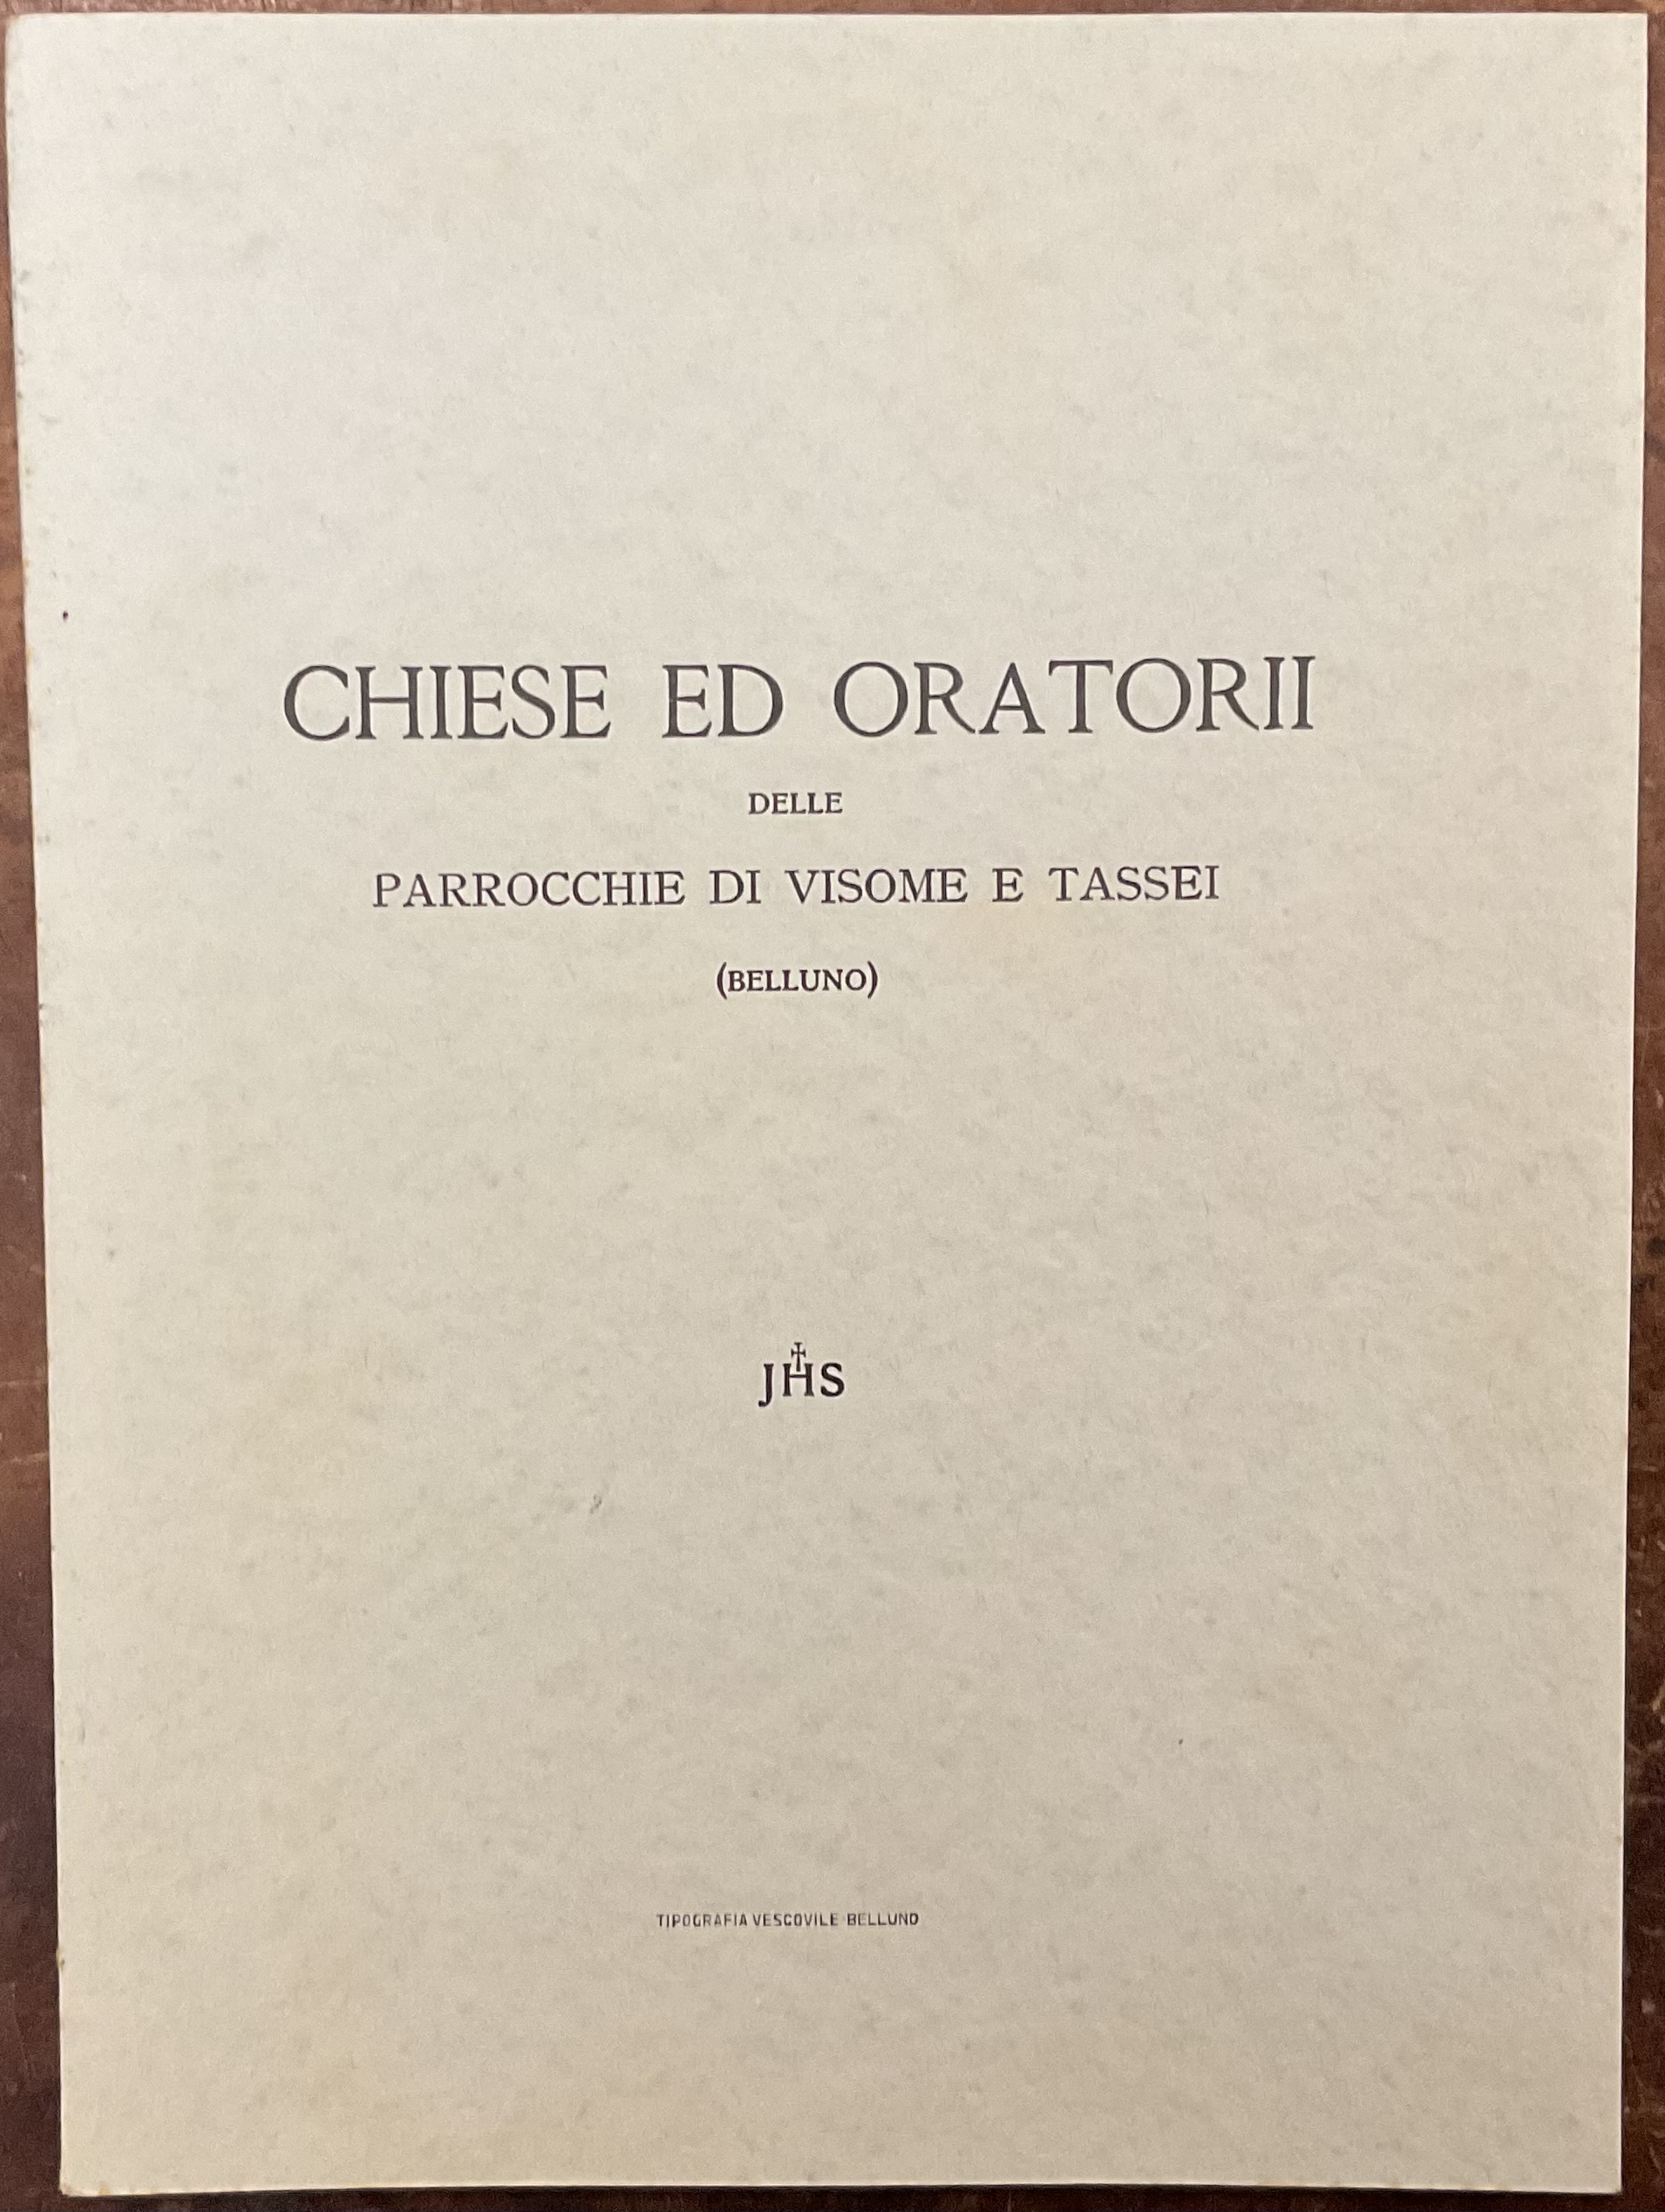 CHIESE ED ORATORII
DELLE
PARROCCHIE DI VISOME E TASSEI
(BELLUNO)
JHS
TIPOGRAFIA VESCOVILE BELLUNO